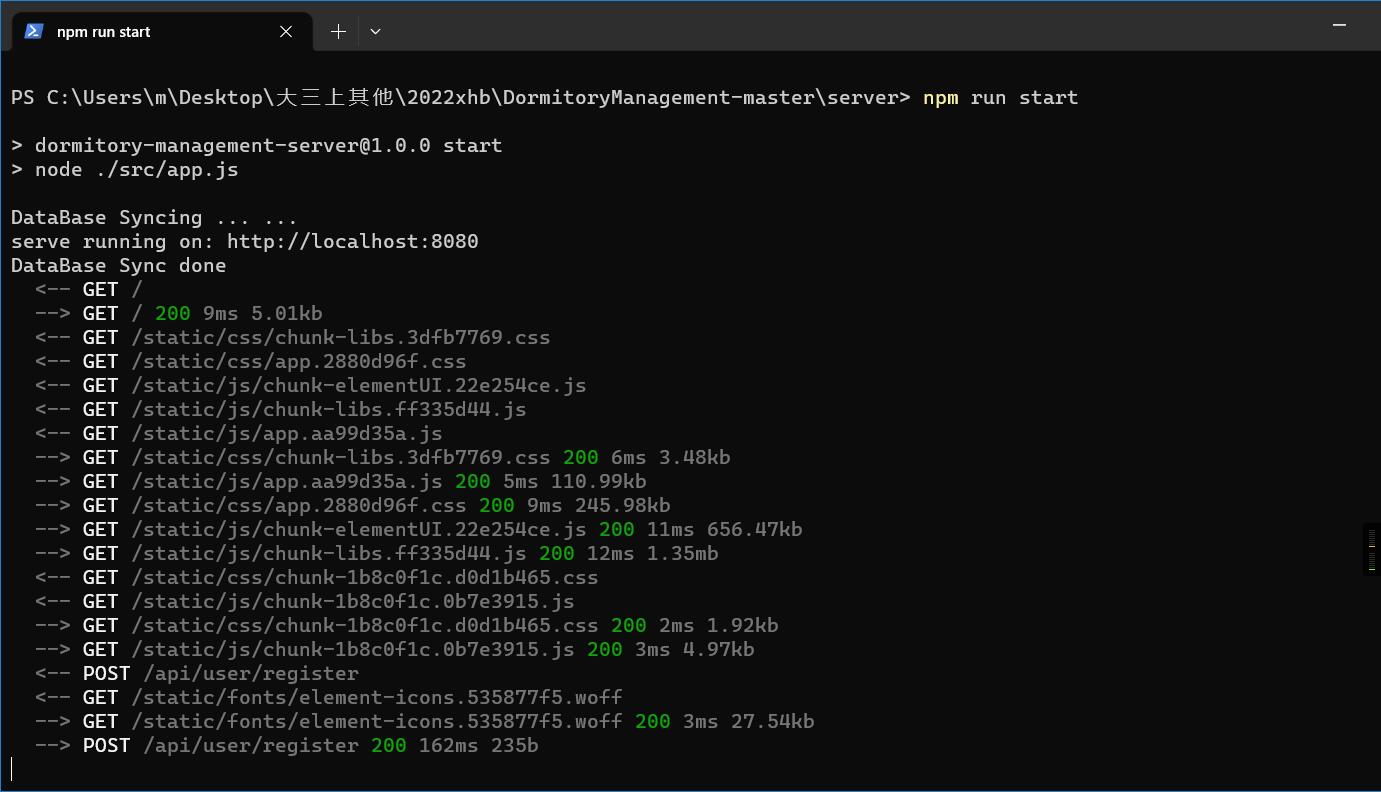 npm run start
PS C:\Users\m\Desktop\大三上其他\2022xhb\DormitoryManagement-master\server> npm run start
> dormitory-management-server@1.0.0 start
> node ./src/app.js
DataBase Syncing ... ...
serve running on: http://localhost:8080
DataBase Sync done
<-- GET /
--> GET / 200 9ms 5.01kb
<-- GET /static/css/chunk-libs.3dfb7769.css
<-- GET /static/css/app.2880d96f.css
<-- GET /static/js/chunk-elementUI.22e254ce.js
<-- GET /static/js/chunk-libs.ff335d44.js
<-- GET /static/js/app.aa99d35a.js
--> GET /static/css/chunk-libs.3dfb7769.css 200 6ms 3.48kb
--> GET /static/js/app.aa99d35a.js 200 5ms 110.99kb
--> GET /static/css/app.2880d96f.css 200 9ms 245.98kb
--> GET /static/js/chunk-elementUI.22e254ce.js 200 11ms 656.47kb
--> GET /static/js/chunk-libs.ff335d44.js 200 12ms 1.35mb
<-- GET /static/css/chunk-1b8c0f1c.d0d1b465.css
<-- GET /static/js/chunk-1b8c0f1c.0b7e3915.js
--> GET /static/css/chunk-1b8c0f1c.d0d1b465.css 200 2ms 1.92kb
--> GET /static/js/chunk-1b8c0f1c.0b7e3915.js 200 3ms 4.97kb
<-- POST /api/user/register
<-- GET /static/fonts/element-icons.535877f5.woff
--> GET /static/fonts/element-icons.535877f5.woff 200 3ms 27.54kb
--> POST /api/user/register 200 162ms 235b